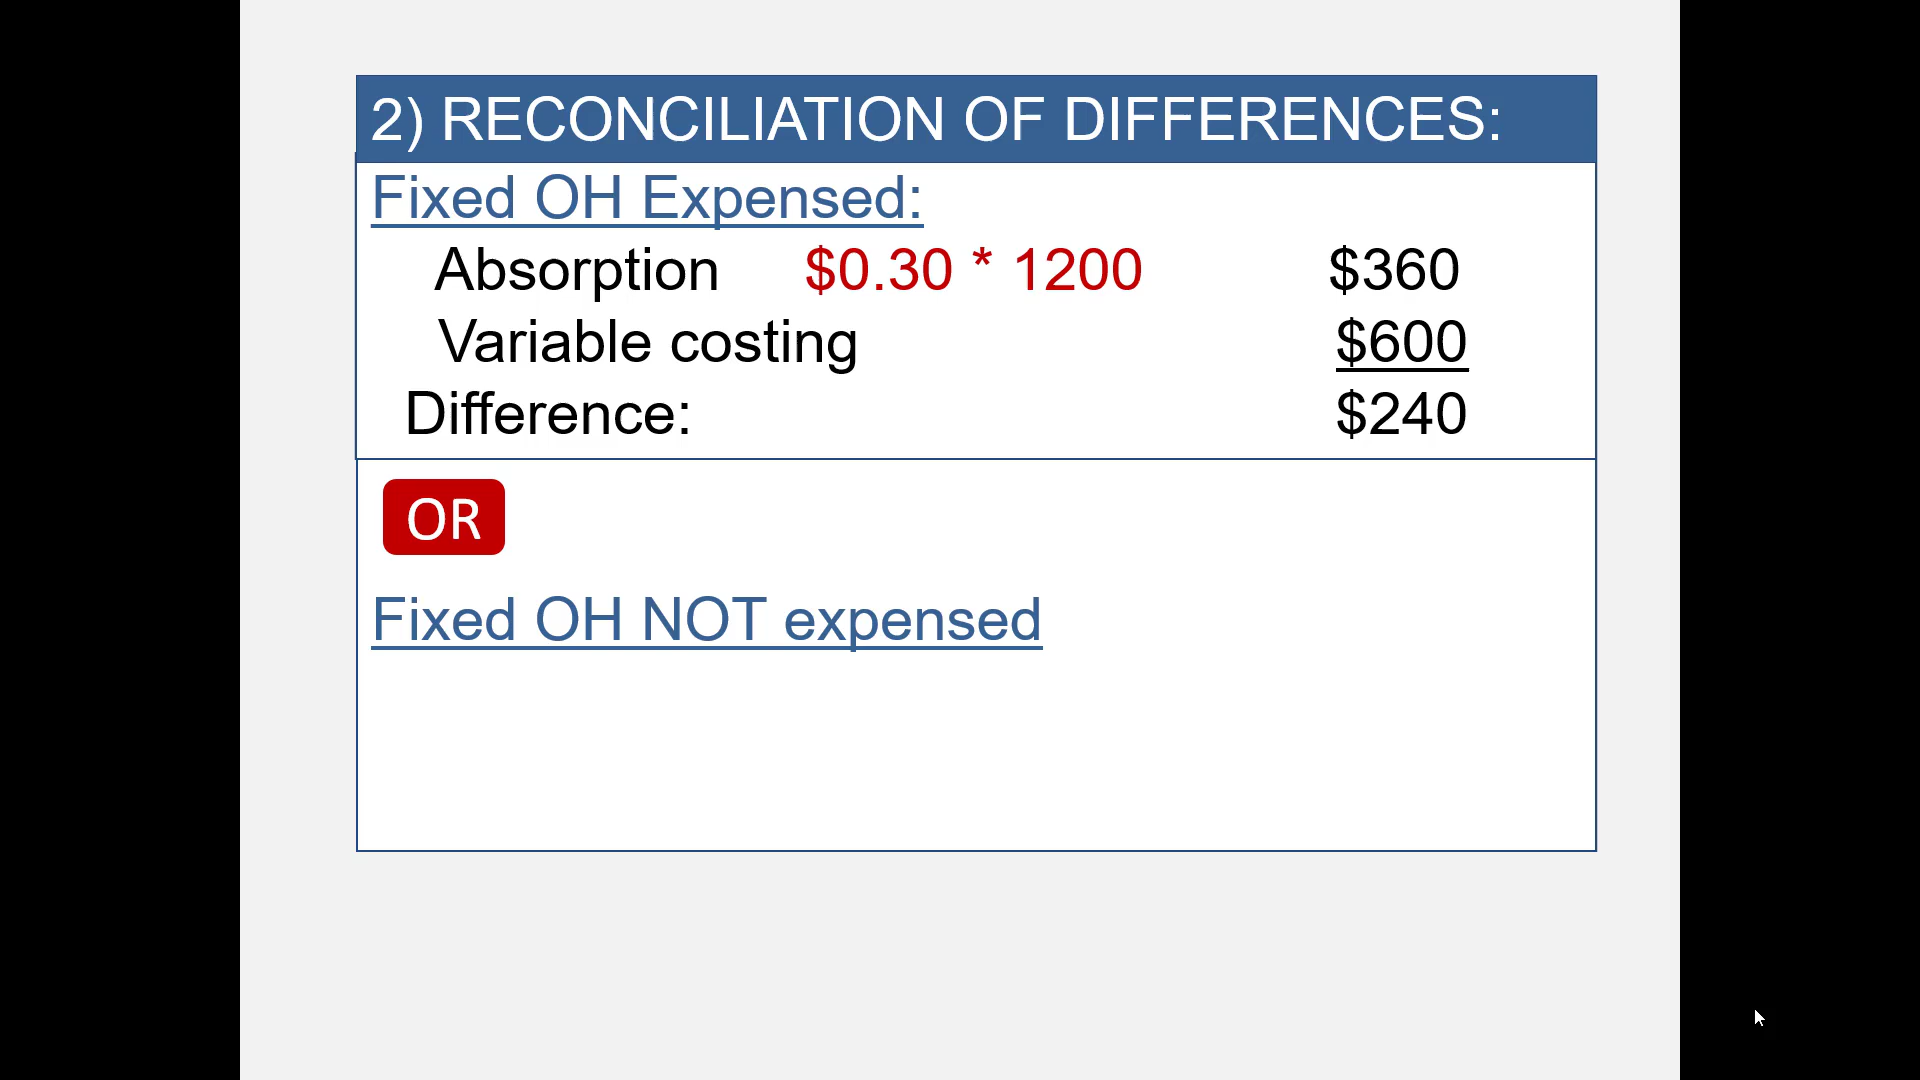 2) RECONCILIATION OF DIFFERENCES:
Fixed OH Expensed:
Absorption $0.30 * 1200 $360
Variable costing $600
Difference: $240
OR
Fixed OH NOT expensed